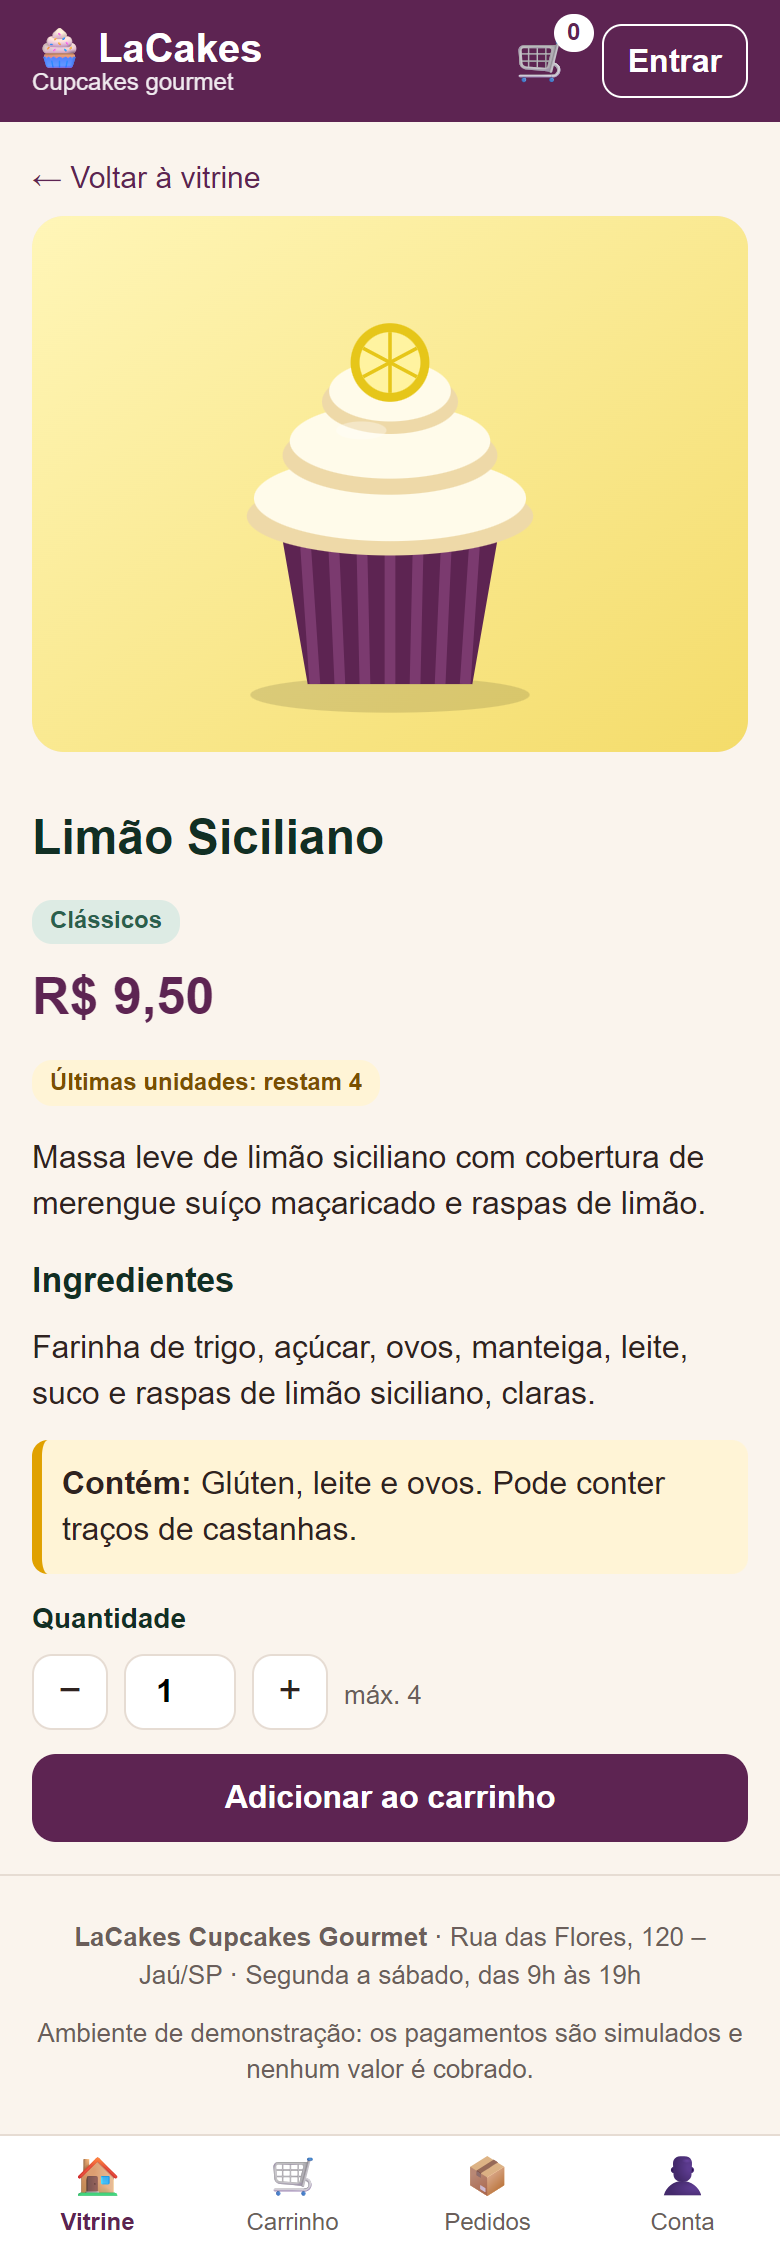 LaCakes
Cupcakes gourmet
0
Entrar
← Voltar à vitrine
Limão Siciliano
Clássicos
R$ 9,50
Últimas unidades: restam 4
Massa leve de limão siciliano com cobertura de
merengue suíço maçaricado e raspas de limão.
Ingredientes
Farinha de trigo, açúcar, ovos, manteiga, leite,
suco e raspas de limão siciliano, claras.
Contém: Glúten, leite e ovos. Pode conter
traços de castanhas.
Quantidade
− 1 + máx. 4
Adicionar ao carrinho
LaCakes Cupcakes Gourmet · Rua das Flores, 120 –
Jaú/SP · Segunda a sábado, das 9h às 19h
Ambiente de demonstração: os pagamentos são simulados e
nenhum valor é cobrado.
Vitrine Carrinho Pedidos Conta